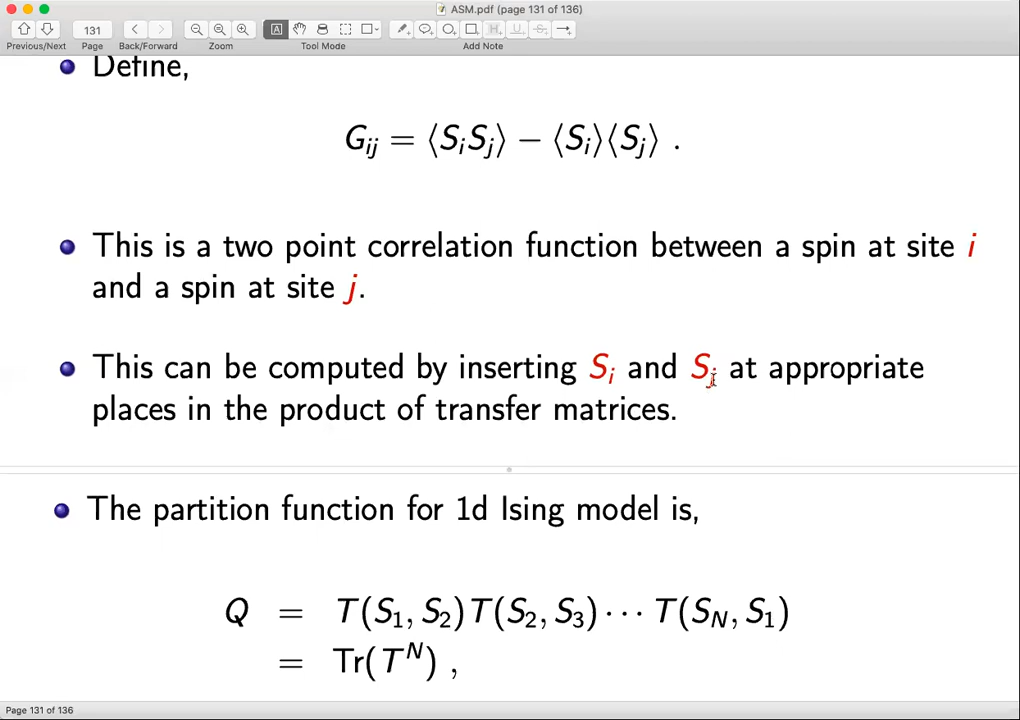 ASM.pdf (page 131 of 136)
131
Previous/Next Page Back/Forward Zoom Tool Mode Add Note
Define,
G_{ij} = ⟨S_i S_j⟩ − ⟨S_i⟩⟨S_j⟩ .
This is a two point correlation function between a spin at site i
and a spin at site j.
This can be computed by inserting S_i and S_j at appropriate
places in the product of transfer matrices.
The partition function for 1d Ising model is,
Q = T(S_1, S_2)T(S_2, S_3) ⋯ T(S_N, S_1)
= Tr(T^N) ,
Page 131 of 136